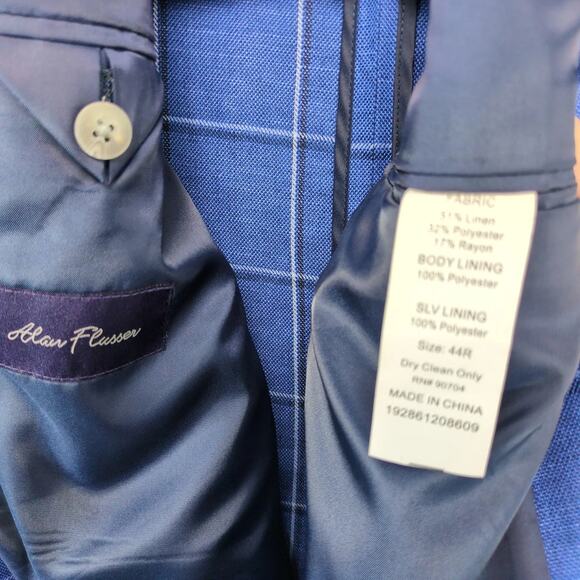 Alan Flusser
FABRIC
51% Linen
32% Polyester
17% Rayon
BODY LINING
100% Polyester
SLV LINING
100% Polyester
Size: 44R
Dry Clean Only
RN# 90704
MADE IN CHINA
192861208609